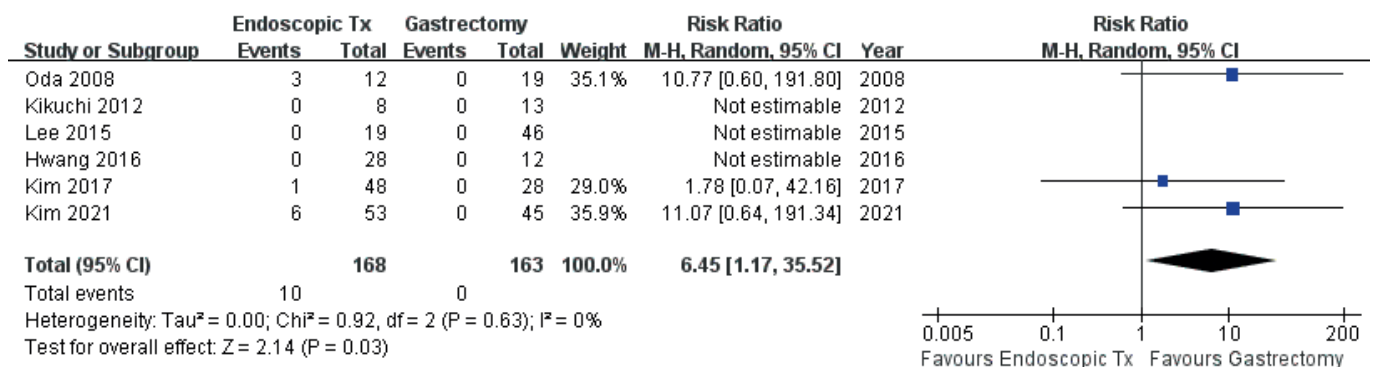 Endoscopic Tx Gastrectomy Risk Ratio Risk Ratio
Study or Subgroup Events Total Events Total Weight M-H, Random, 95% CI Year M-H, Random, 95% CI
Oda 2008 3 12 0 19 35.1% 10.77 [0.60, 191.80] 2008
Kikuchi 2012 0 8 0 13 Not estimable 2012
Lee 2015 0 19 0 46 Not estimable 2015
Hwang 2016 0 28 0 12 Not estimable 2016
Kim 2017 1 48 0 28 29.0% 1.78 [0.07, 42.16] 2017
Kim 2021 6 53 0 45 35.9% 11.07 [0.64, 191.34] 2021
Total (95% CI) 168 163 100.0% 6.45 [1.17, 35.52]
Total events 10 0
Heterogeneity: Tau² = 0.00; Chi² = 0.92, df = 2 (P = 0.63); I² = 0%
Test for overall effect: Z = 2.14 (P = 0.03)
0.005 0.1 1 10 200
Favours Endoscopic Tx Favours Gastrectomy